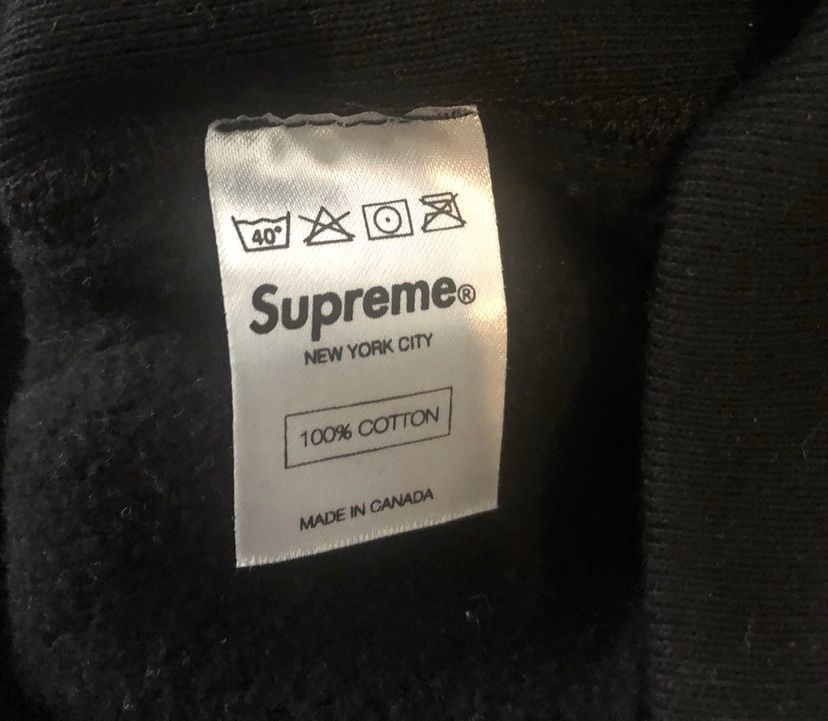 40°
Supreme®
NEW YORK CITY
100% COTTON
MADE IN CANADA